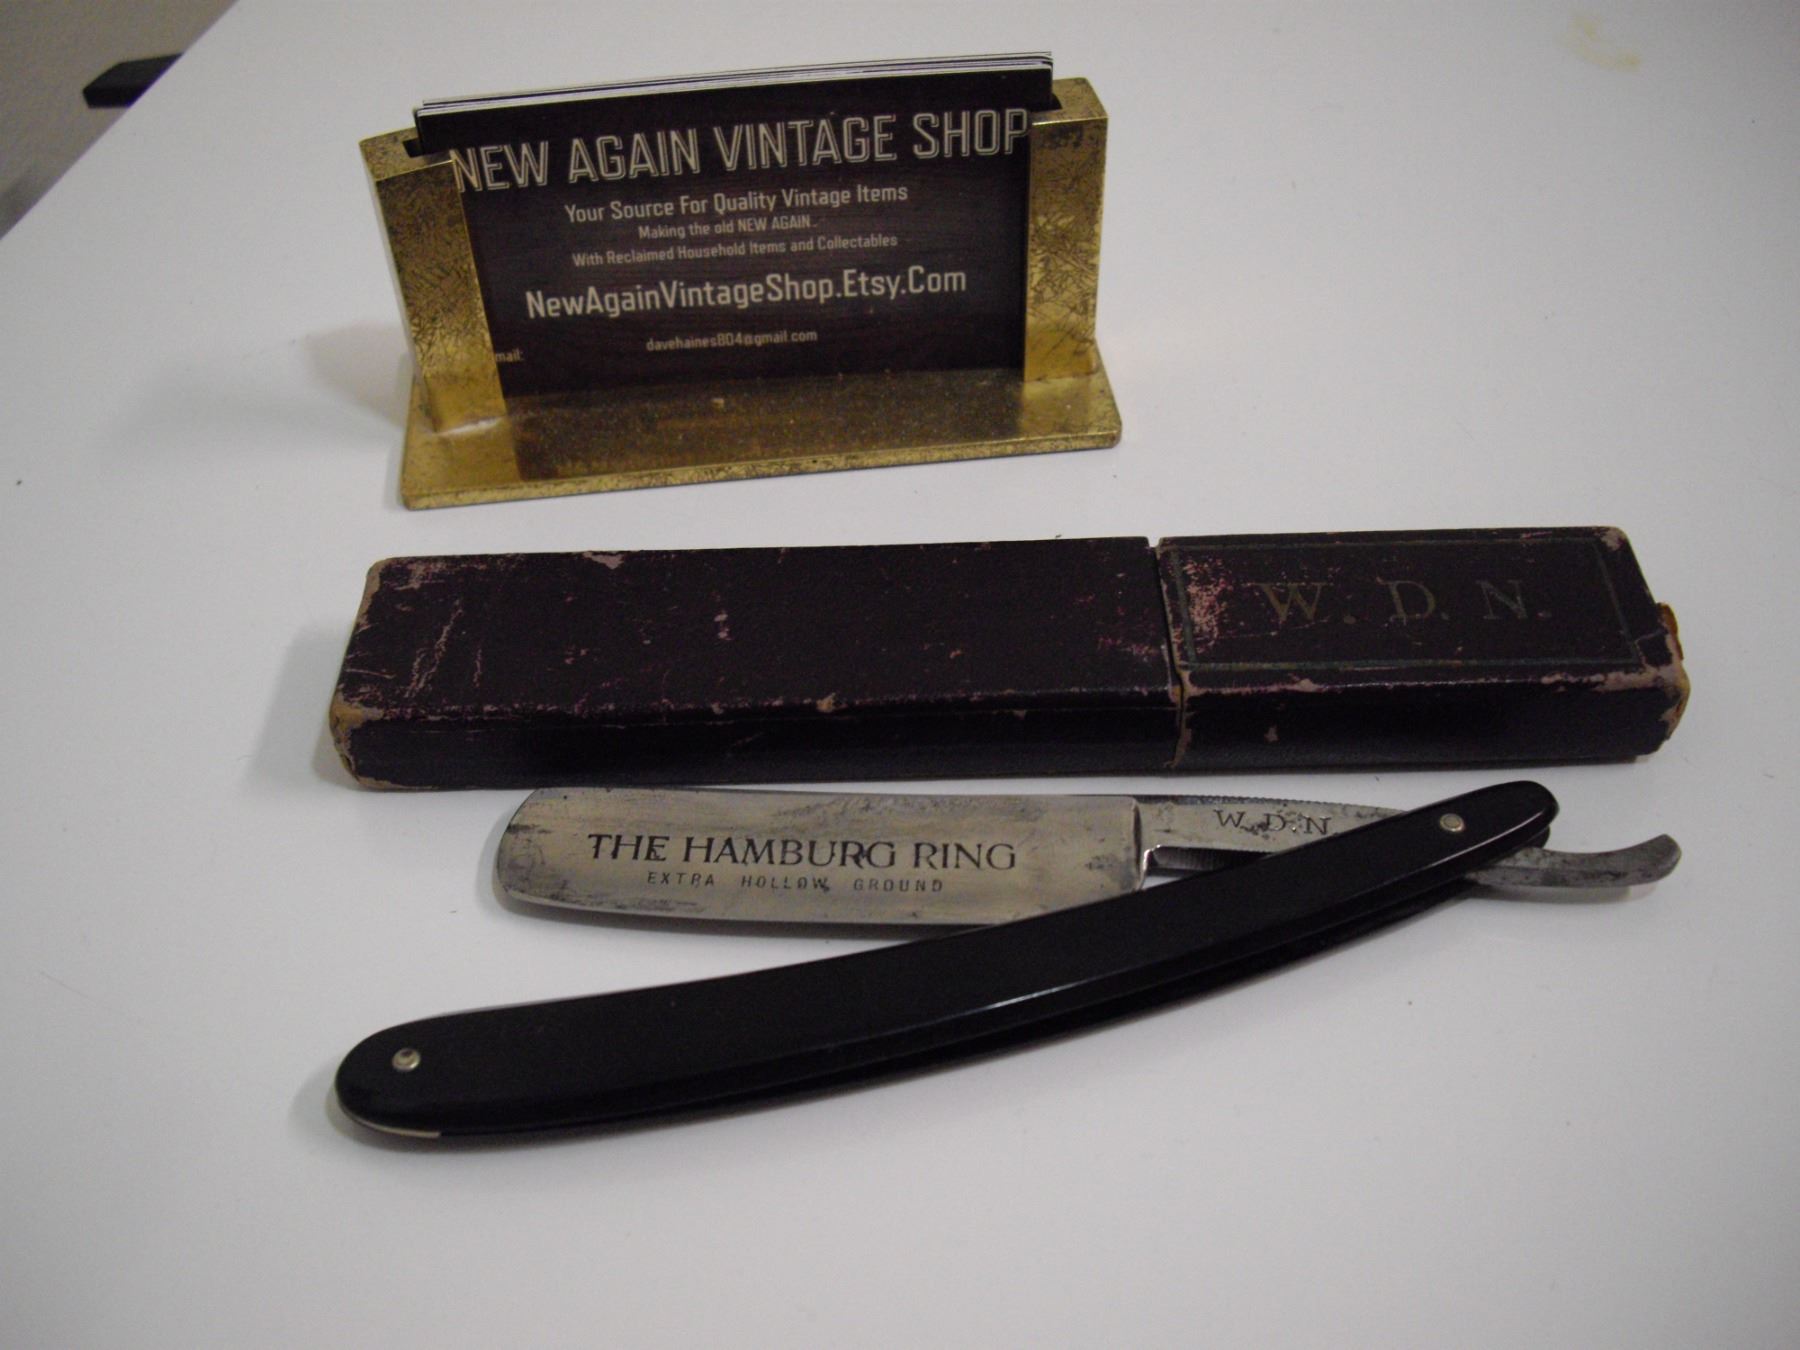 NEW AGAIN VINTAGE SHOP
Your Source For Quality Vintage Items
Making the old NEW AGAIN..
With Reclaimed Household Items and Collectables
NewAgainVintageShop.Etsy.Com
mail:
davehaines804@gmail.com
W. D. N.
W. D. N.
THE HAMBURG RING
EXTRA HOLLOW GROUND